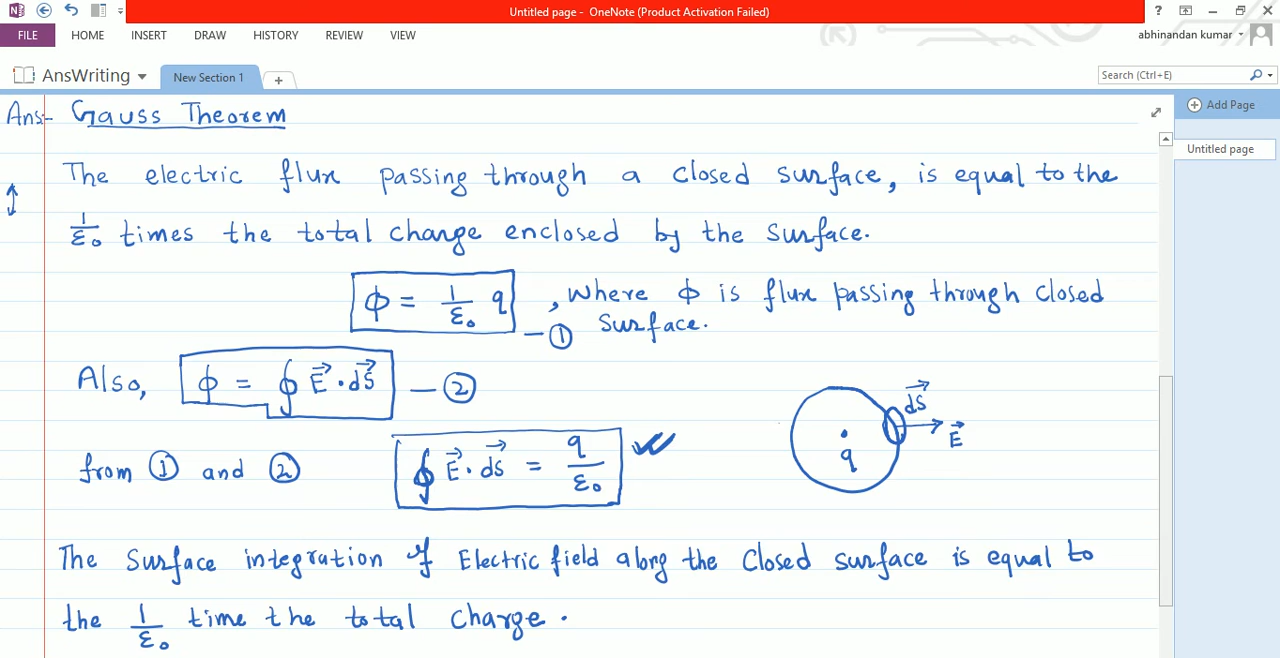 Untitled page - OneNote (Product Activation Failed)
FILE HOME INSERT DRAW HISTORY REVIEW VIEW
abhinandan kumar
AnsWriting New Section 1 +
Search (Ctrl+E)
Add Page
Untitled page
Ans:- Gauss Theorem
The electric flux passing through a closed surface, is equal to the
1/ε₀ times the total charge enclosed by the surface.
ϕ = 1/ε₀ q , where ϕ is flux passing through closed
surface.
— ①
Also, ϕ = ∮ E⃗ · dS⃗ — ②
dS⃗
E⃗
q
from ① and ② ∮ E⃗ · dS⃗ = q/ε₀
The Surface integration of Electric field along the Closed surface is equal to
the 1/ε₀ time the total charge .